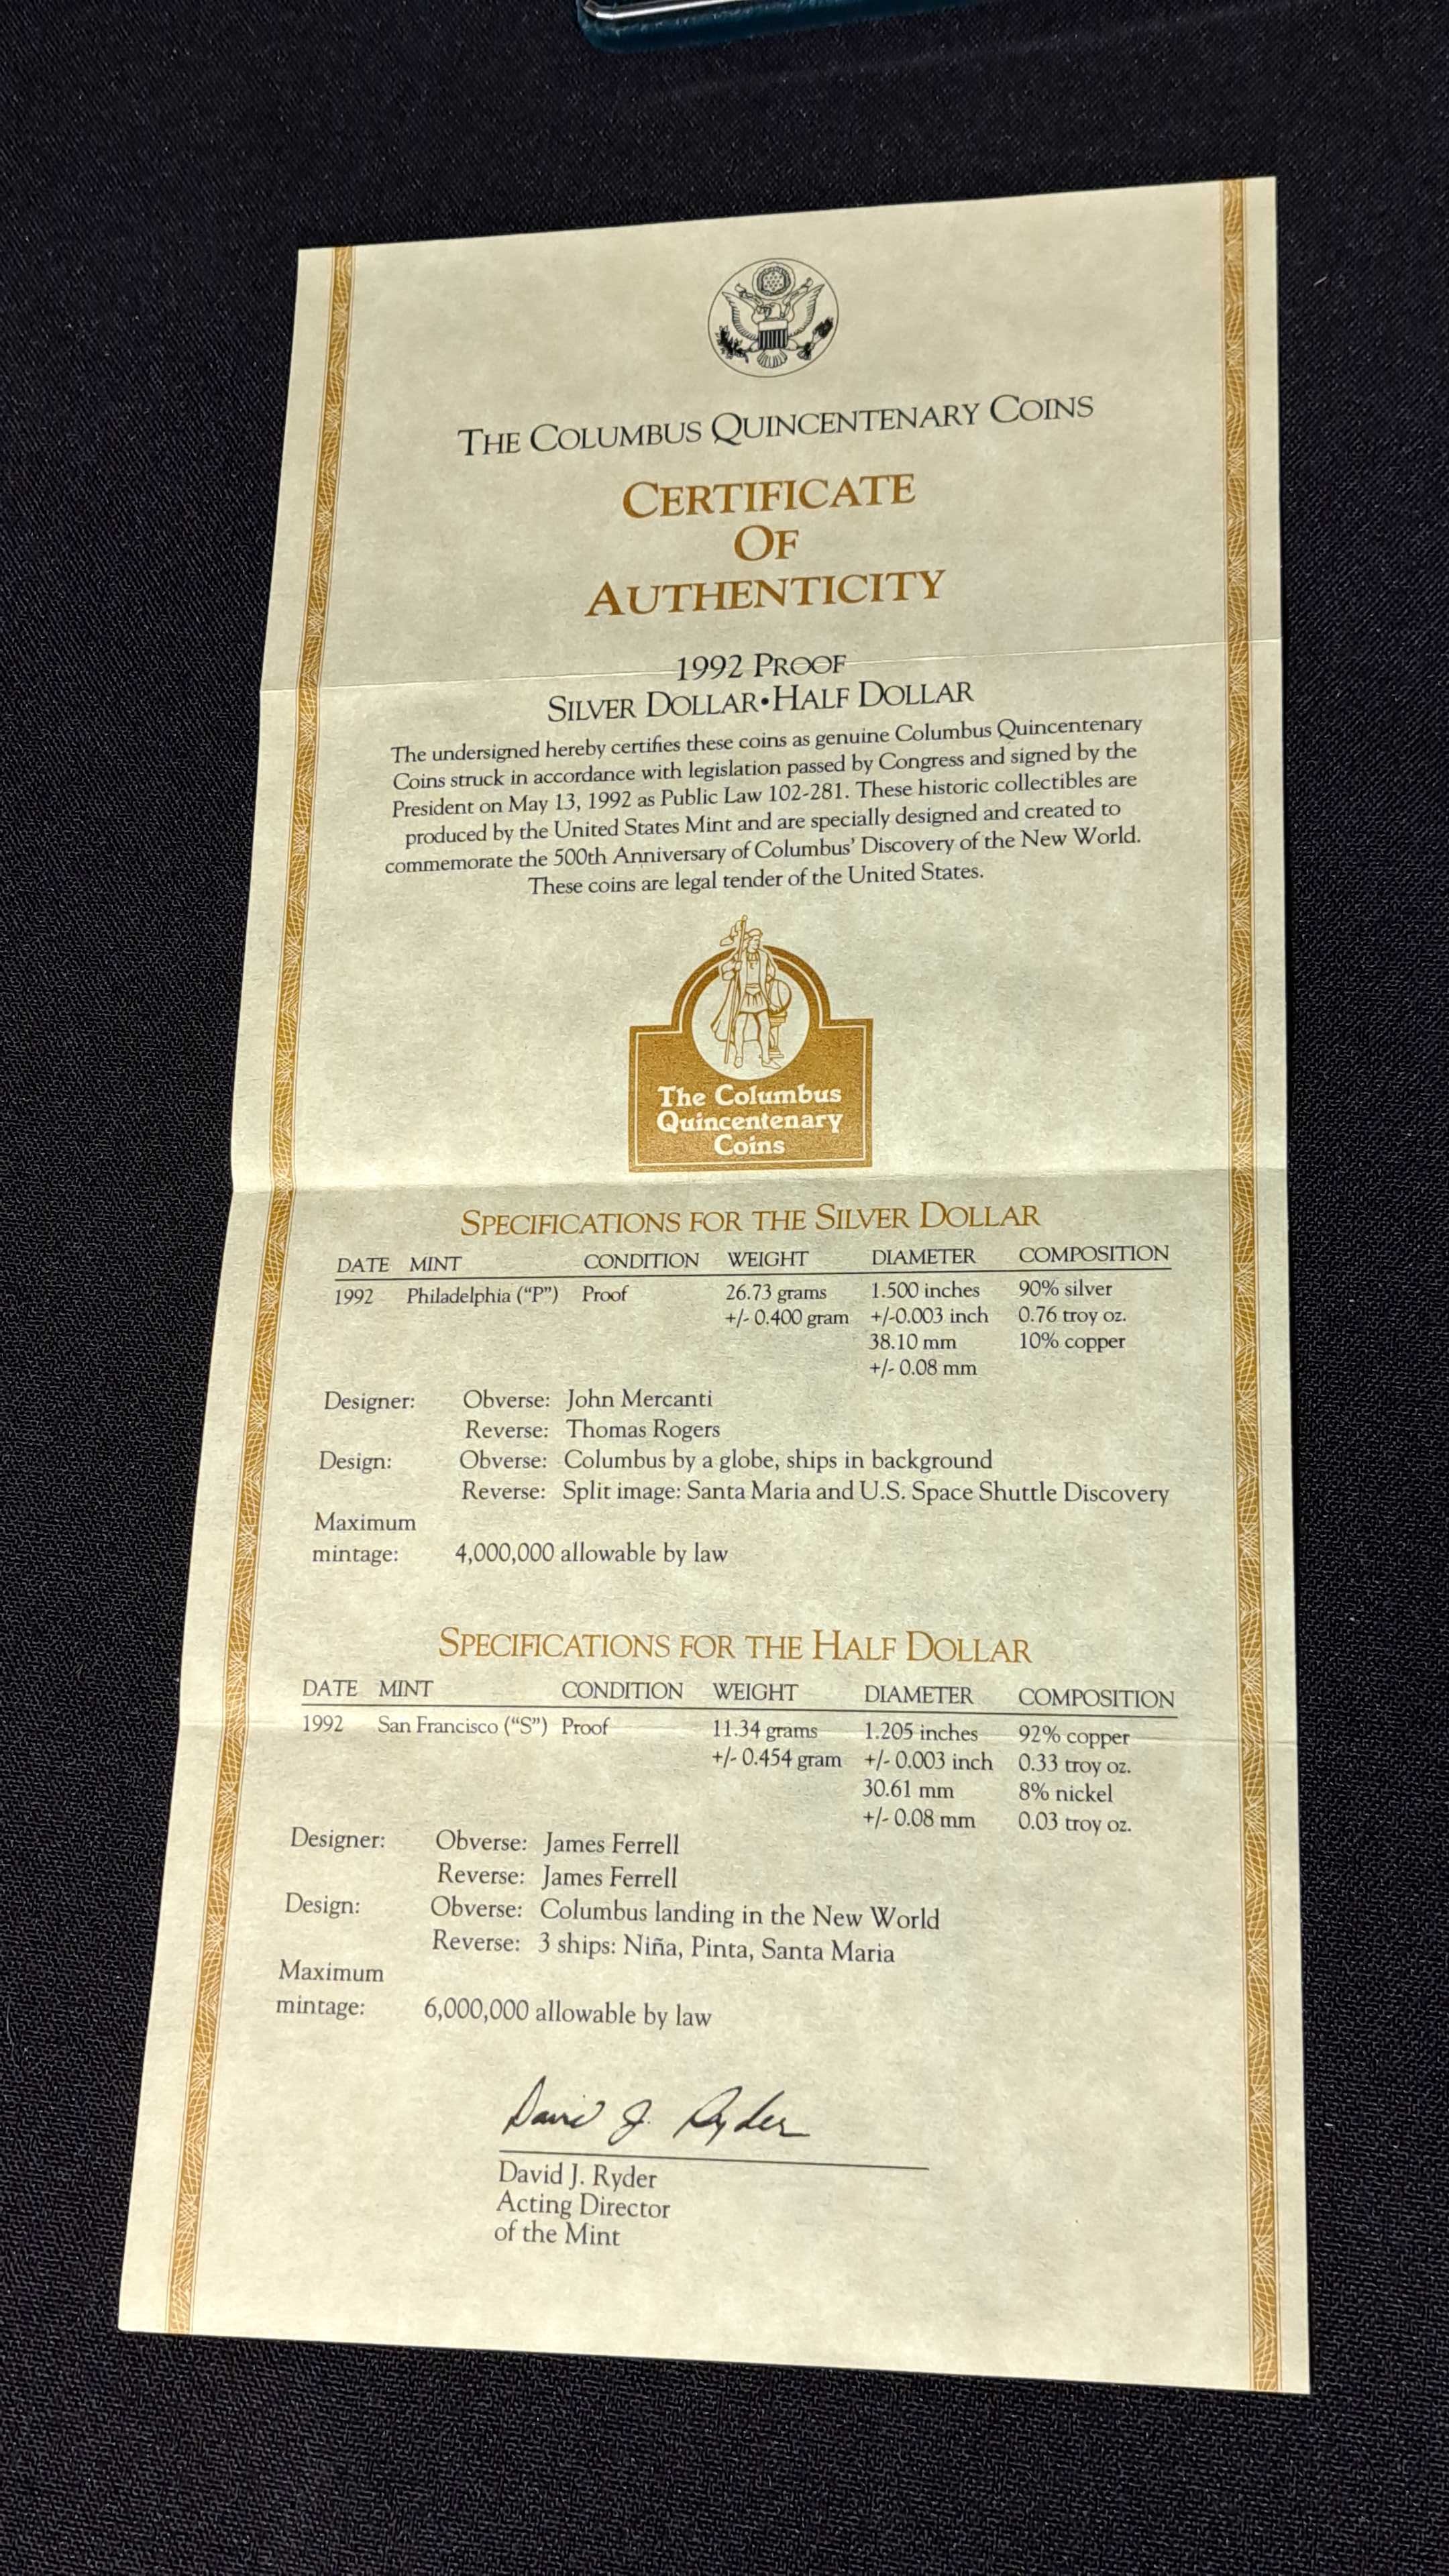 THE COLUMBUS QUINCENTENARY COINS
CERTIFICATE
OF
AUTHENTICITY
1992 PROOF
SILVER DOLLAR•HALF DOLLAR
The undersigned hereby certifies these coins as genuine Columbus Quincentenary
Coins struck in accordance with legislation passed by Congress and signed by the
President on May 13, 1992 as Public Law 102-281. These historic collectibles are
produced by the United States Mint and are specially designed and created to
commemorate the 500th Anniversary of Columbus' Discovery of the New World.
These coins are legal tender of the United States.
The Columbus
Quincentenary
Coins
SPECIFICATIONS FOR THE SILVER DOLLAR
DATE MINT CONDITION WEIGHT DIAMETER COMPOSITION
1992 Philadelphia ("P") Proof 26.73 grams 1.500 inches 90% silver
+/- 0.400 gram +/-0.003 inch 0.76 troy oz.
38.10 mm 10% copper
+/- 0.08 mm
Designer: Obverse: John Mercanti
Reverse: Thomas Rogers
Design: Obverse: Columbus by a globe, ships in background
Reverse: Split image: Santa Maria and U.S. Space Shuttle Discovery
Maximum
mintage: 4,000,000 allowable by law
SPECIFICATIONS FOR THE HALF DOLLAR
DATE MINT CONDITION WEIGHT DIAMETER COMPOSITION
1992 San Francisco ("S") Proof 11.34 grams 1.205 inches 92% copper
+/- 0.454 gram +/- 0.003 inch 0.33 troy oz.
30.61 mm 8% nickel
+/- 0.08 mm 0.03 troy oz.
Designer: Obverse: James Ferrell
Reverse: James Ferrell
Design: Obverse: Columbus landing in the New World
Reverse: 3 ships: Niña, Pinta, Santa Maria
Maximum
mintage: 6,000,000 allowable by law
David J. Ryder
David J. Ryder
Acting Director
of the Mint